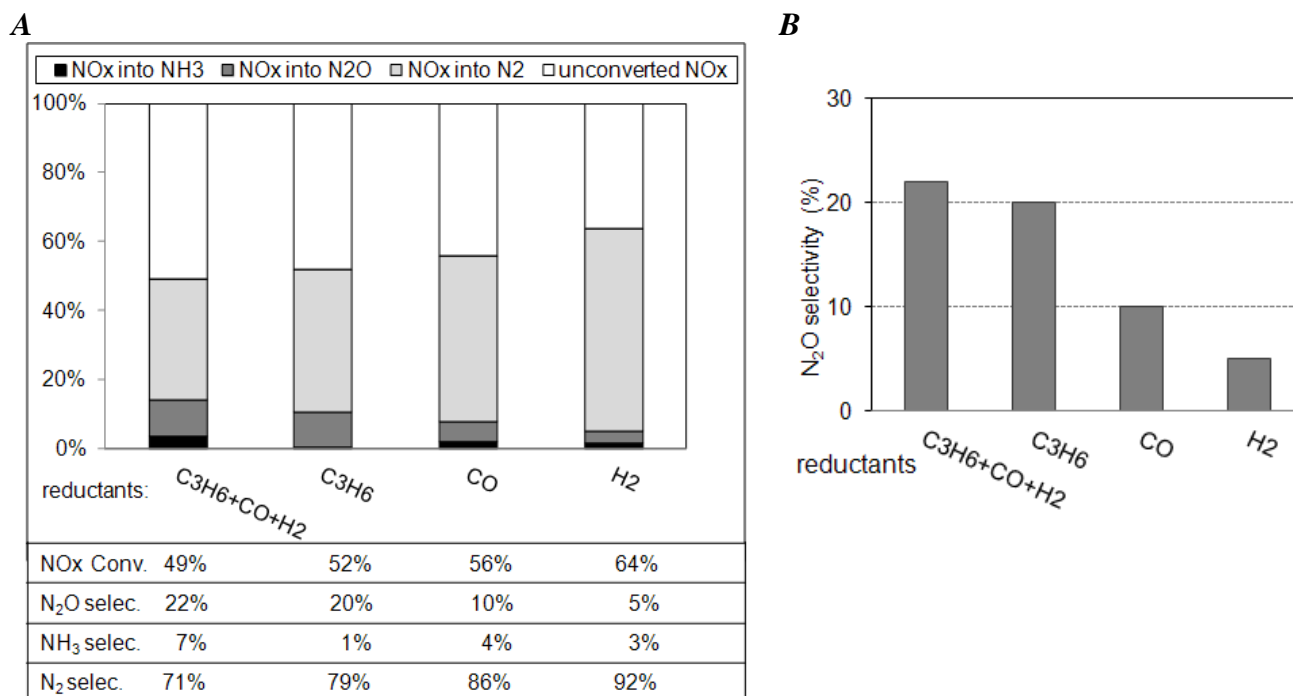 A
NOx into NH3 NOx into N2O NOx into N2 unconverted NOx
100%
80%
60%
40%
20%
0%
reductants:
C3H6+CO+H2
C3H6
CO
H2
NOx Conv. 49% 52% 56% 64%
N₂O selec. 22% 20% 10% 5%
NH₃ selec. 7% 1% 4% 3%
N₂ selec. 71% 79% 86% 92%
B
N₂O selectivity (%)
30
20
10
0
reductants
C3H6+CO+H2
C3H6
CO
H2